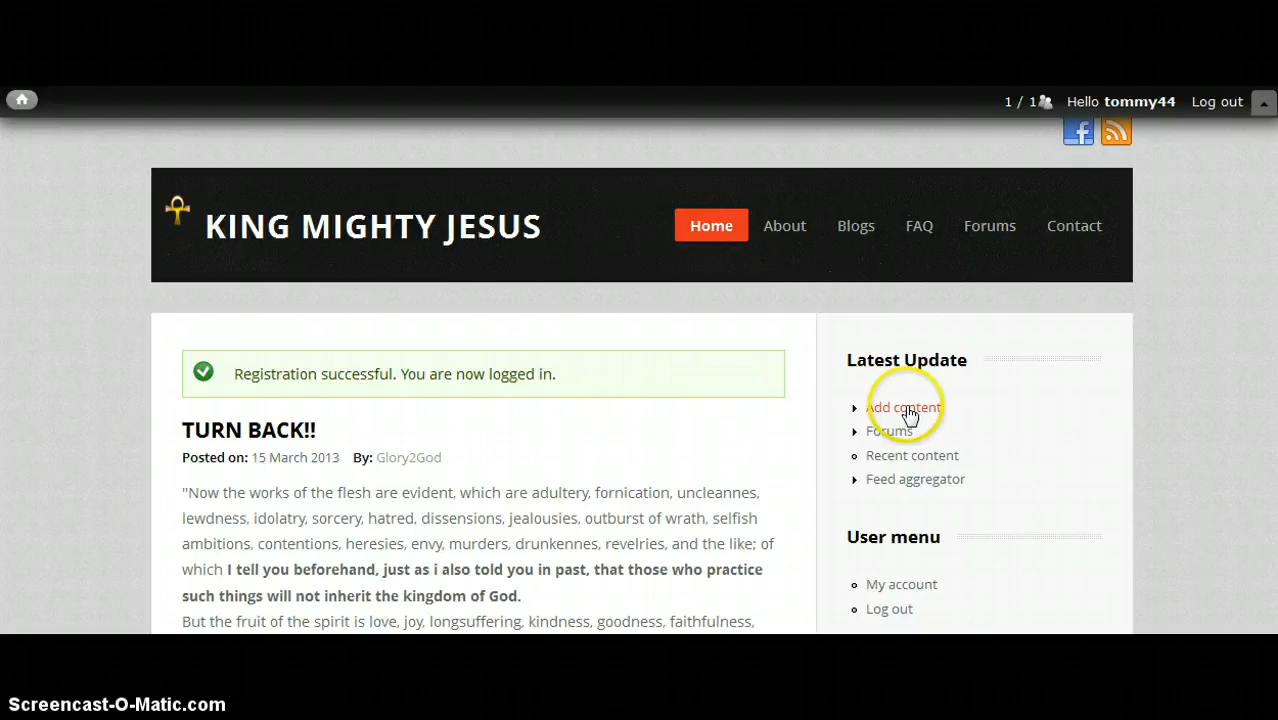 1 / 1 Hello tommy44 Log out
KING MIGHTY JESUS
Home About Blogs FAQ Forums Contact
Registration successful. You are now logged in.
TURN BACK!!
Posted on: 15 March 2013 By: Glory2God
"Now the works of the flesh are evident, which are adultery, fornication, uncleannes,
lewdness, idolatry, sorcery, hatred, dissensions, jealousies, outburst of wrath, selfish
ambitions, contentions, heresies, envy, murders, drunkennes, revelries, and the like; of
which I tell you beforehand, just as i also told you in past, that those who practice
such things will not inherit the kingdom of God.
But the fruit of the spirit is love, joy, longsuffering, kindness, goodness, faithfulness,
Latest Update
Add content
Forums
Recent content
Feed aggregator
User menu
My account
Log out
Screencast-O-Matic.com